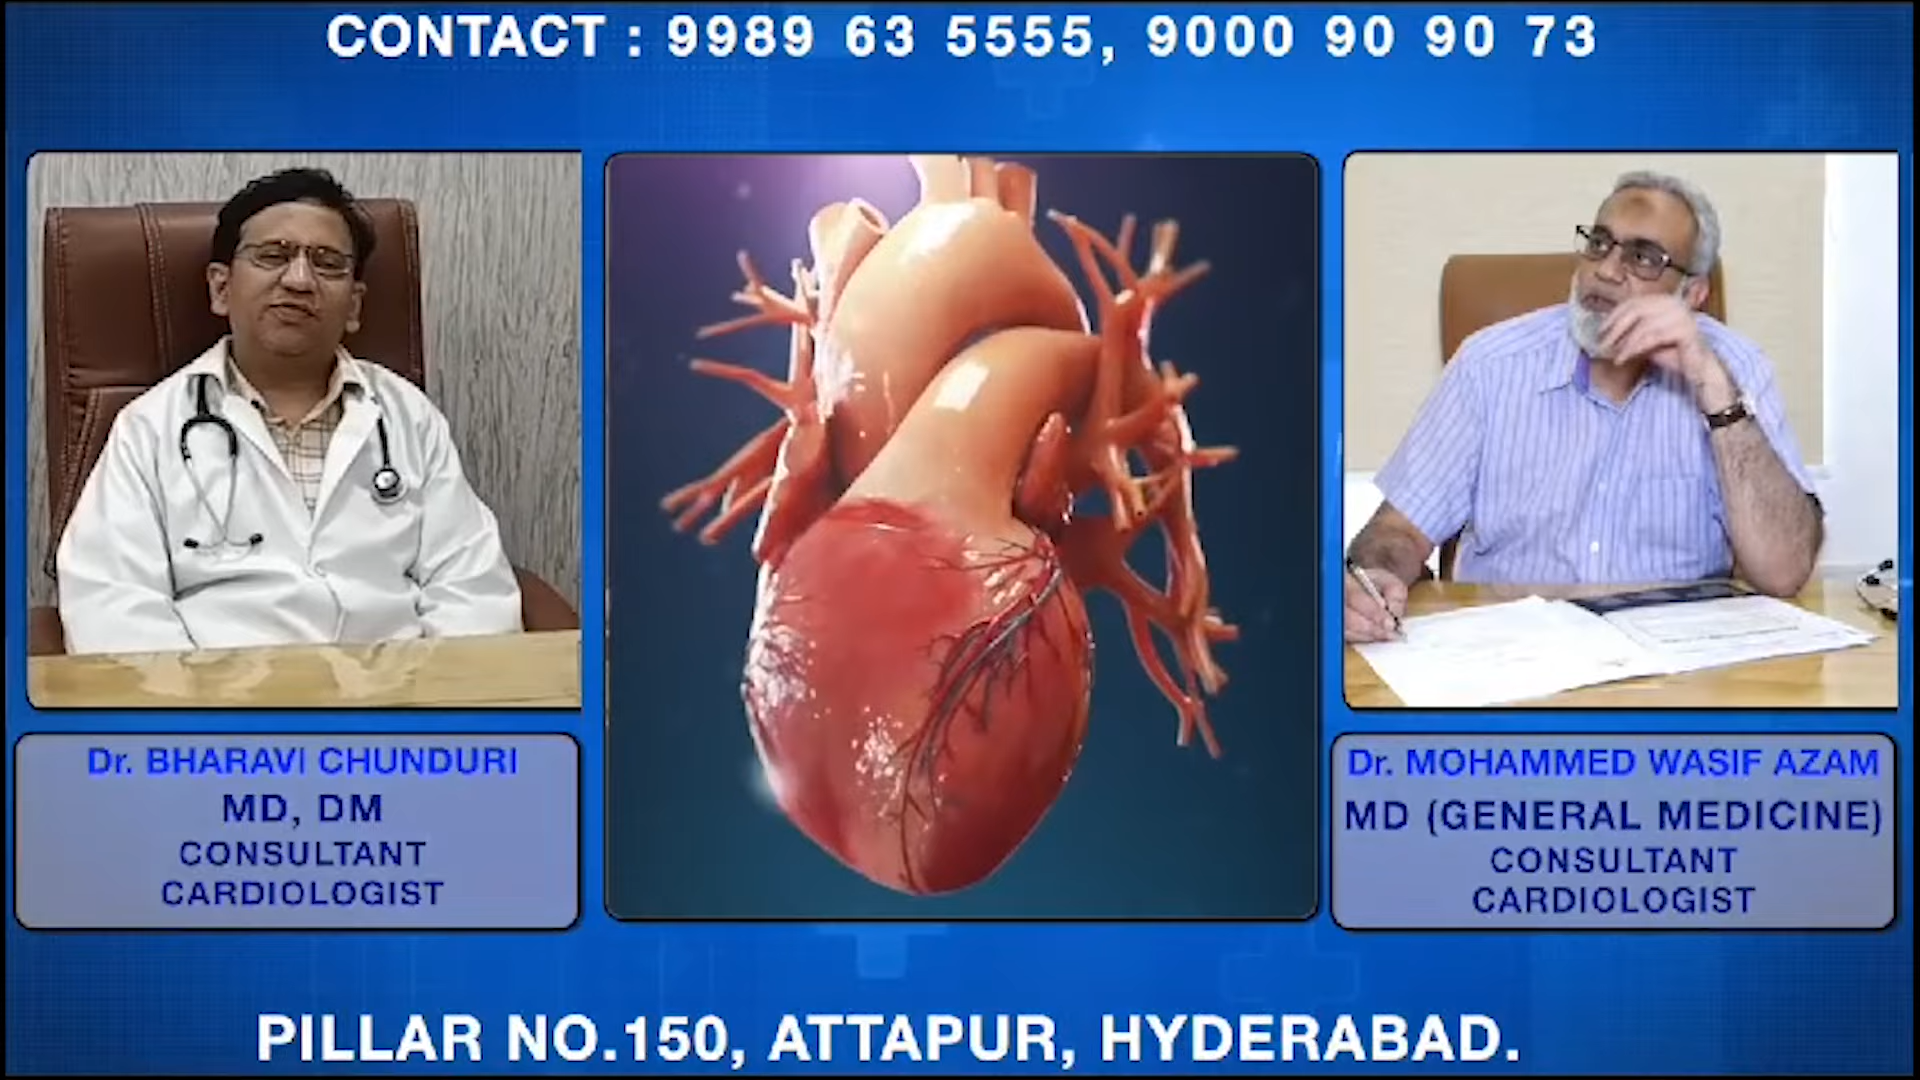 CONTACT : 9989 63 5555, 9000 90 90 73
Dr. BHARAVI CHUNDURI
MD, DM
CONSULTANT
CARDIOLOGIST
Dr. MOHAMMED WASIF AZAM
MD (GENERAL MEDICINE)
CONSULTANT
CARDIOLOGIST
PILLAR NO.150, ATTAPUR, HYDERABAD.